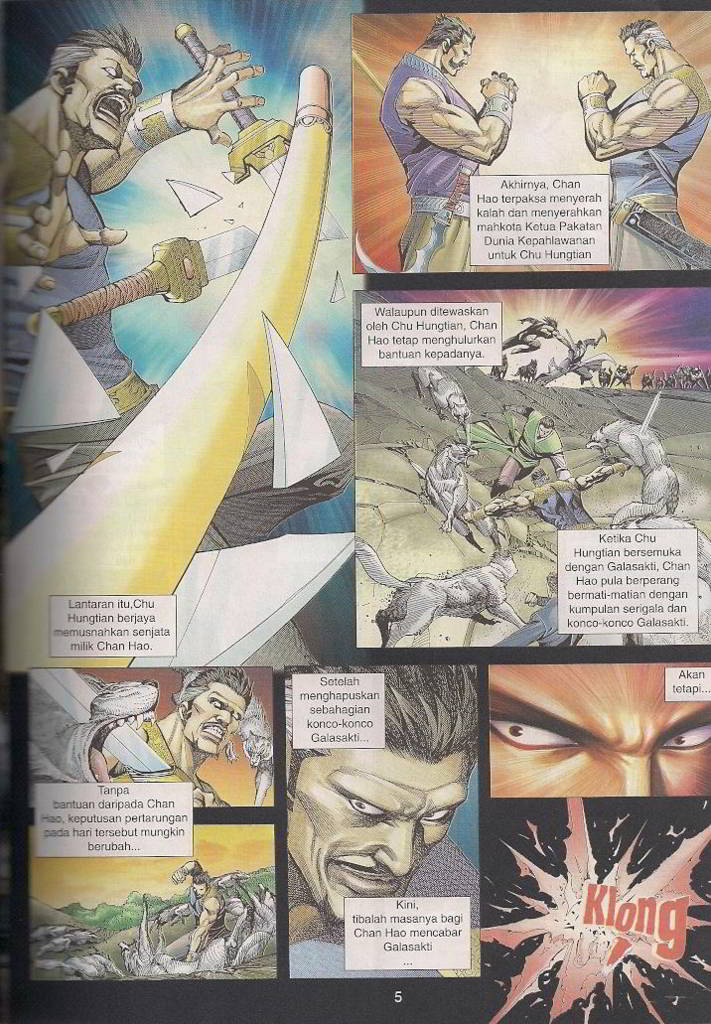 Lantaran itu,Chu
Hungtian berjaya
memusnahkan senjata
milik Chan Hao.
Akhirnya, Chan
Hao terpaksa menyerah
kalah dan menyerahkan
mahkota Ketua Pakatan
Dunia Kepahlawanan
untuk Chu Hungtian
Walaupun ditewaskan
oleh Chu Hungtian, Chan
Hao tetap menghulurkan
bantuan kepadanya.
Ketika Chu
Hungtian bersemuka
dengan Galasakti, Chan
Hao pula berperang
bermati-matian dengan
kumpulan serigala dan
konco-konco Galasakti.
Tanpa
bantuan daripada Chan
Hao, keputusan pertarungan
pada hari tersebut mungkin
berubah...
Setelah
menghapuskan
sebahagian
konco-konco
Galasakti...
Kini,
tibalah masanya bagi
Chan Hao mencabar
Galasakti
...
Akan
tetapi...
Klong
5